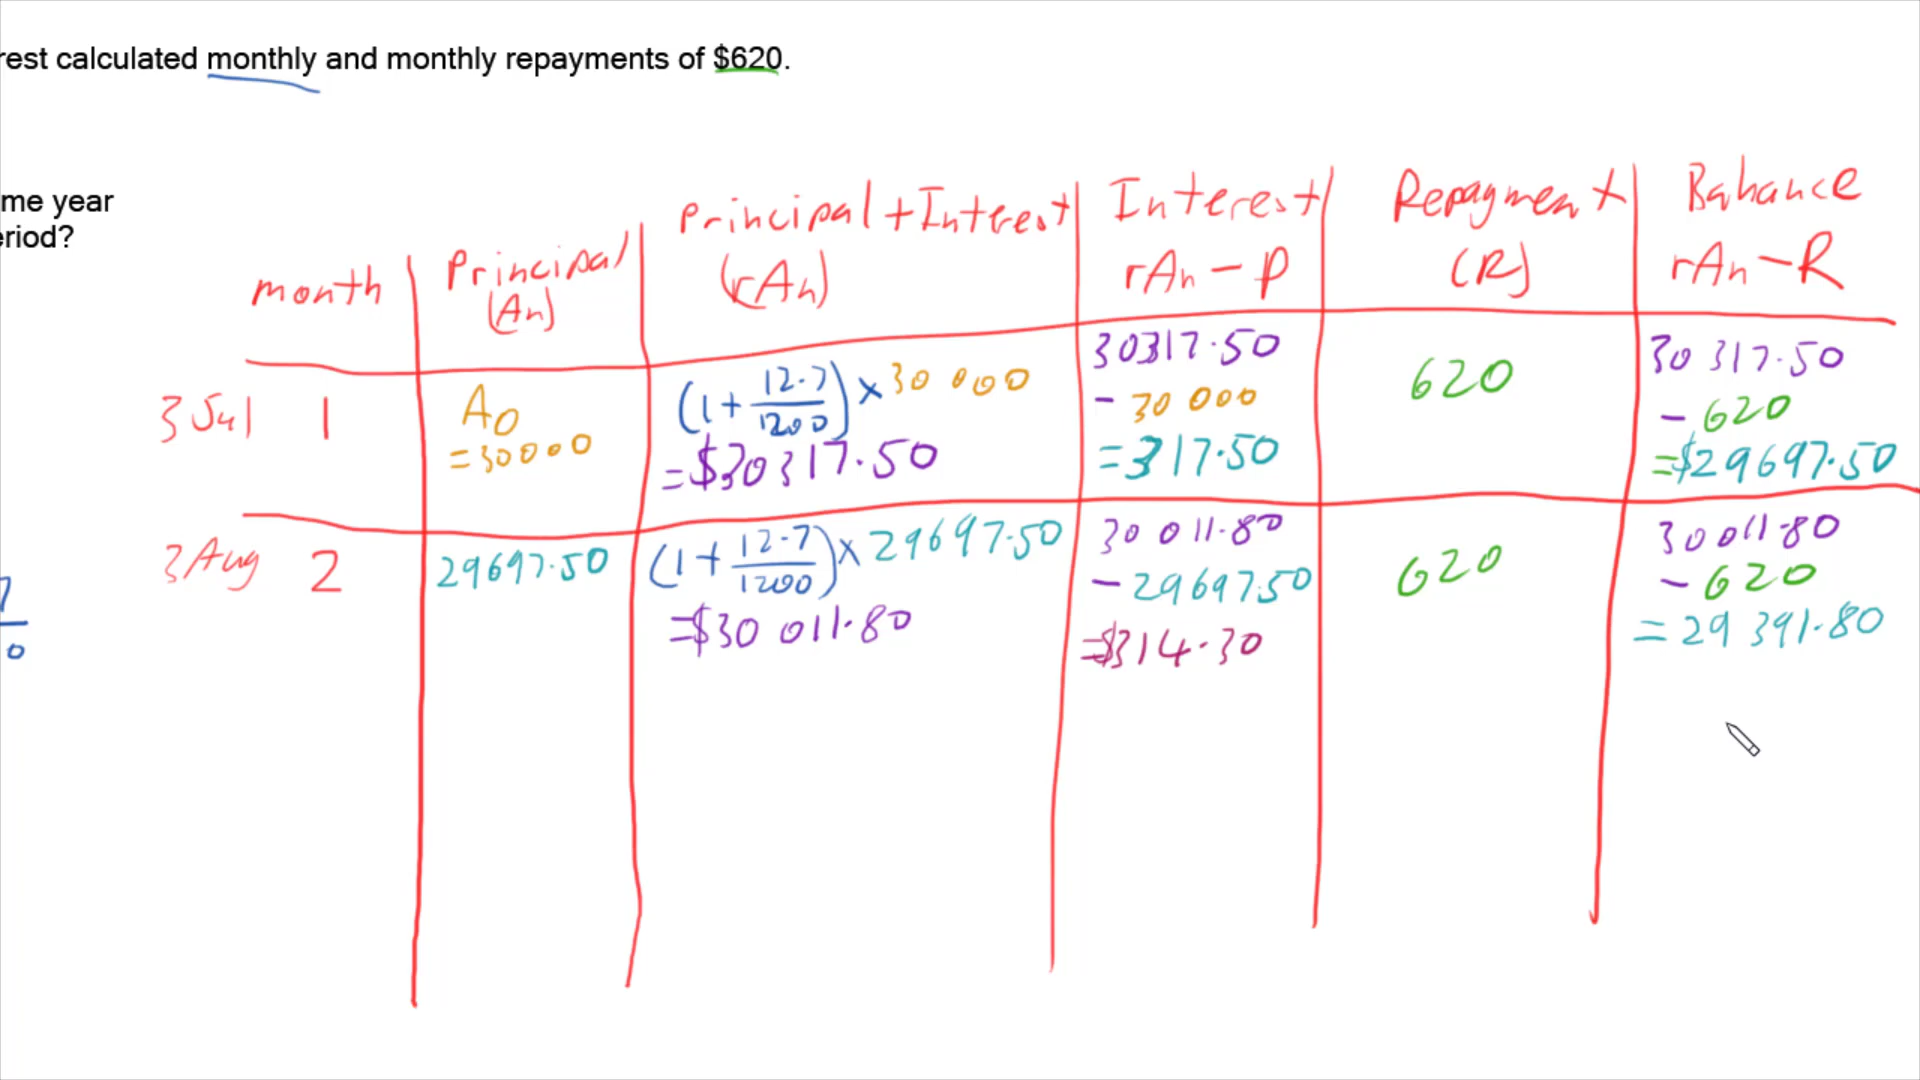 rest calculated monthly and monthly repayments of $620.
me year
eriod?
month
Principal
(An)
Principal + Interest
(rAn)
Interest
rAn - P
Repayment
(R)
Balance
rAn - R
3 Jul 1
A0
= 30000
(1 + 12.7/1200) × 30 000
= $30317.50
30317.50
- 30 000
= 317.50
620
30 317.50
- 620
= $29697.50
3 Aug 2
29697.50
(1 + 12.7/1200) × 29697.50
= $30 011.80
30 011.80
- 29697.50
= $314.30
620
30011.80
- 620
= 29 391.80